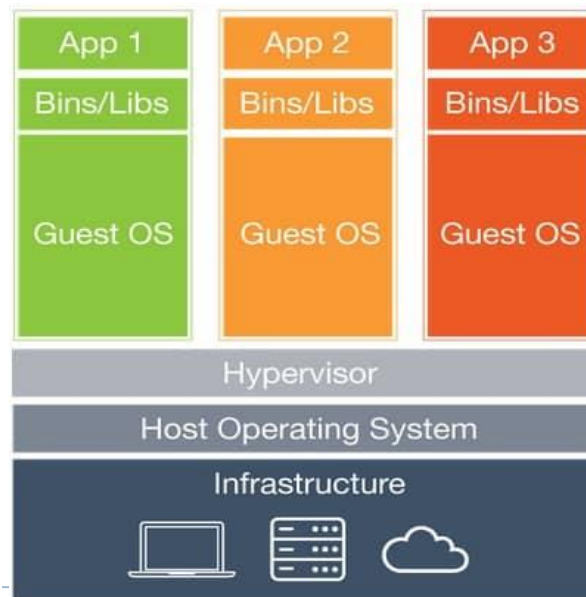 App 1
App 2
App 3
Bins/Libs
Bins/Libs
Bins/Libs
Guest OS
Guest OS
Guest OS
Hypervisor
Host Operating System
Infrastructure